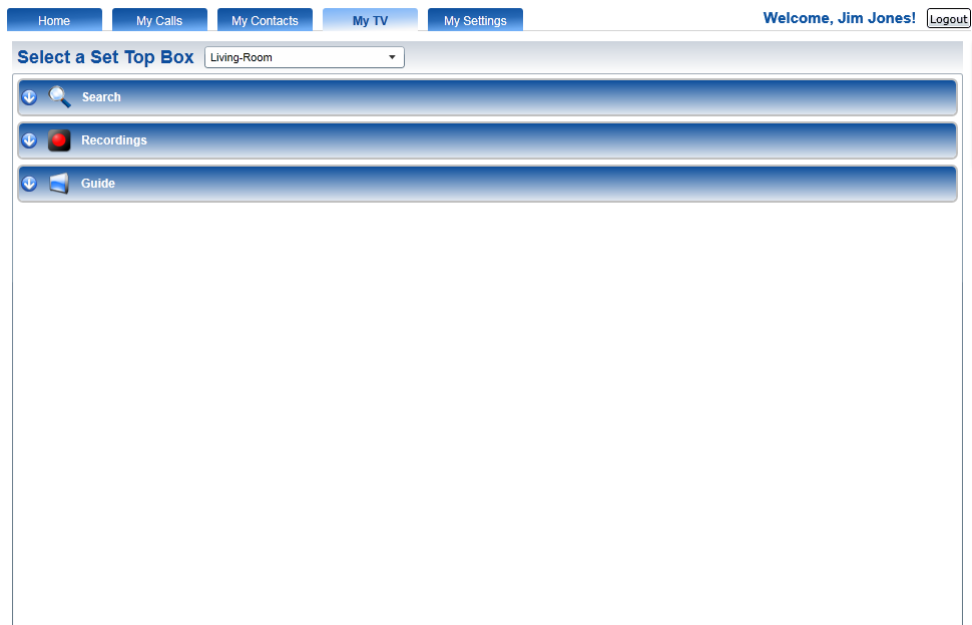 Home My Calls My Contacts My TV My Settings Welcome, Jim Jones! Logout
Select a Set Top Box Living-Room
Search
Recordings
Guide